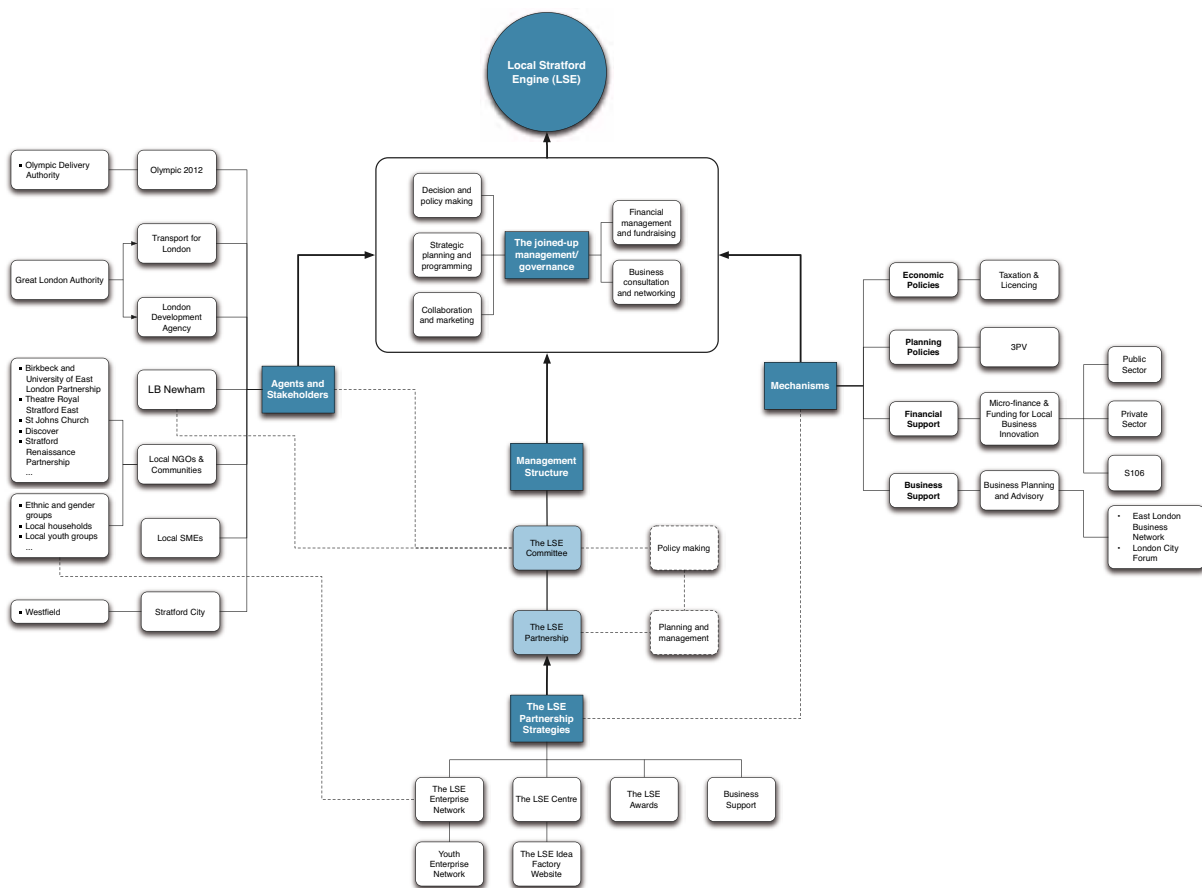 Local Stratford
Engine (LSE)
▪ Olympic Delivery
Authority
Olympic 2012
Great London Authority
Transport for
London
London
Development
Agency
▪ Birkbeck and
University of East
London Partnership
▪ Theatre Royal
Stratford East
▪ St Johns Church
▪ Discover
▪ Stratford
Renaissance
Partnership
...
▪ Ethnic and gender
groups
▪ Local households
▪ Local youth groups
...
LB Newham
Local NGOs &
Communities
Local SMEs
▪ Westfield
Stratford City
Agents and
Stakeholders
Decision and
policy making
Strategic
planning and
programming
Collaboration
and marketing
The joined-up
management/
governance
Financial
management
and fundraising
Business
consultation
and networking
Management
Structure
The LSE
Committee
Policy making
The LSE
Partnership
Planning and
management
The LSE
Partnership
Strategies
The LSE
Enterprise
Network
The LSE Centre
The LSE
Awards
Business
Support
Youth
Enterprise
Network
The LSE Idea
Factory
Website
Mechanisms
Economic
Policies
Taxation &
Licencing
Planning
Policies
3PV
Financial
Support
Micro-finance &
Funding for Local
Business
Innovation
Public
Sector
Private
Sector
S106
Business
Support
Business Planning
and Advisory
• East London
Business
Network
• London City
Forum